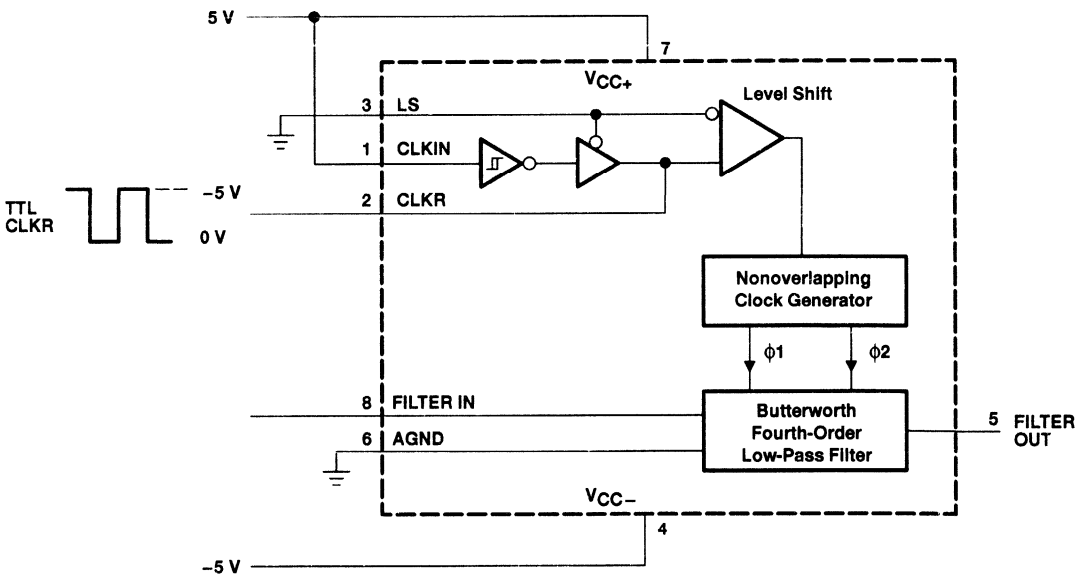 5 V
7
VCC+
Level Shift
3 LS
1 CLKIN
–5 V
2 CLKR
TTL
CLKR
0 V
Nonoverlapping
Clock Generator
ϕ1 ϕ2
8 FILTER IN
Butterworth
Fourth-Order
Low-Pass Filter
5 FILTER
OUT
6 AGND
VCC–
4
–5 V